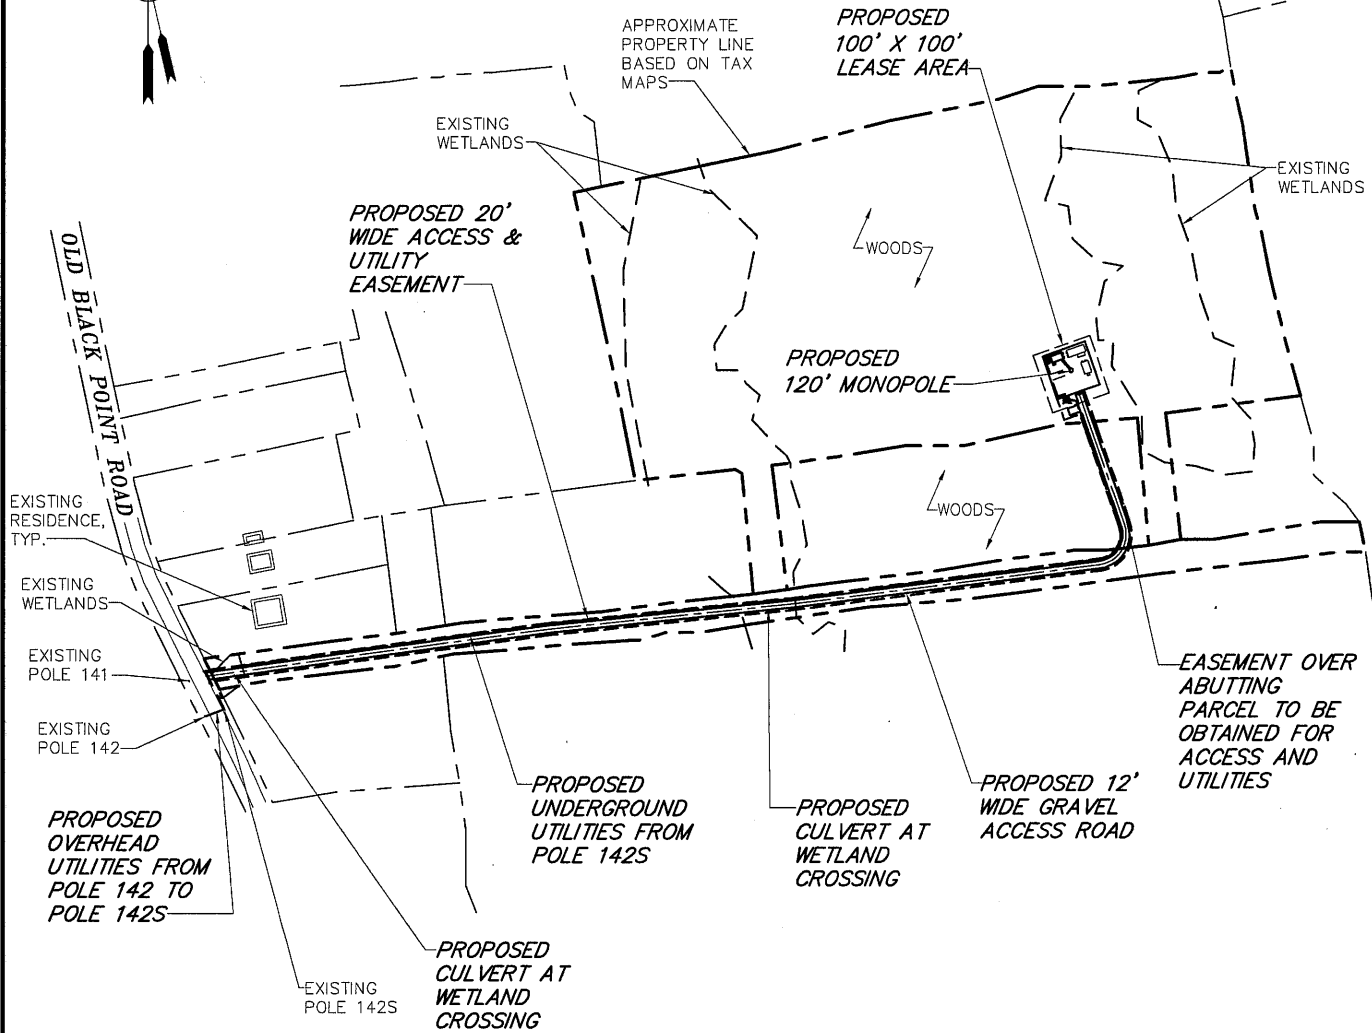 APPROXIMATE
PROPERTY LINE
BASED ON TAX
MAPS
PROPOSED
100' X 100'
LEASE AREA
EXISTING
WETLANDS
EXISTING
WETLANDS
PROPOSED 20'
WIDE ACCESS &
UTILITY
EASEMENT
WOODS
OLD BLACK POINT ROAD
PROPOSED
120' MONOPOLE
EXISTING
RESIDENCE,
TYP.
WOODS
EXISTING
WETLANDS
EXISTING
POLE 141
EXISTING
POLE 142
EASEMENT OVER
ABUTTING
PARCEL TO BE
OBTAINED FOR
ACCESS AND
UTILITIES
PROPOSED
OVERHEAD
UTILITIES FROM
POLE 142 TO
POLE 142S
PROPOSED
UNDERGROUND
UTILITIES FROM
POLE 142S
PROPOSED
CULVERT AT
WETLAND
CROSSING
PROPOSED 12'
WIDE GRAVEL
ACCESS ROAD
EXISTING
POLE 142S
PROPOSED
CULVERT AT
WETLAND
CROSSING